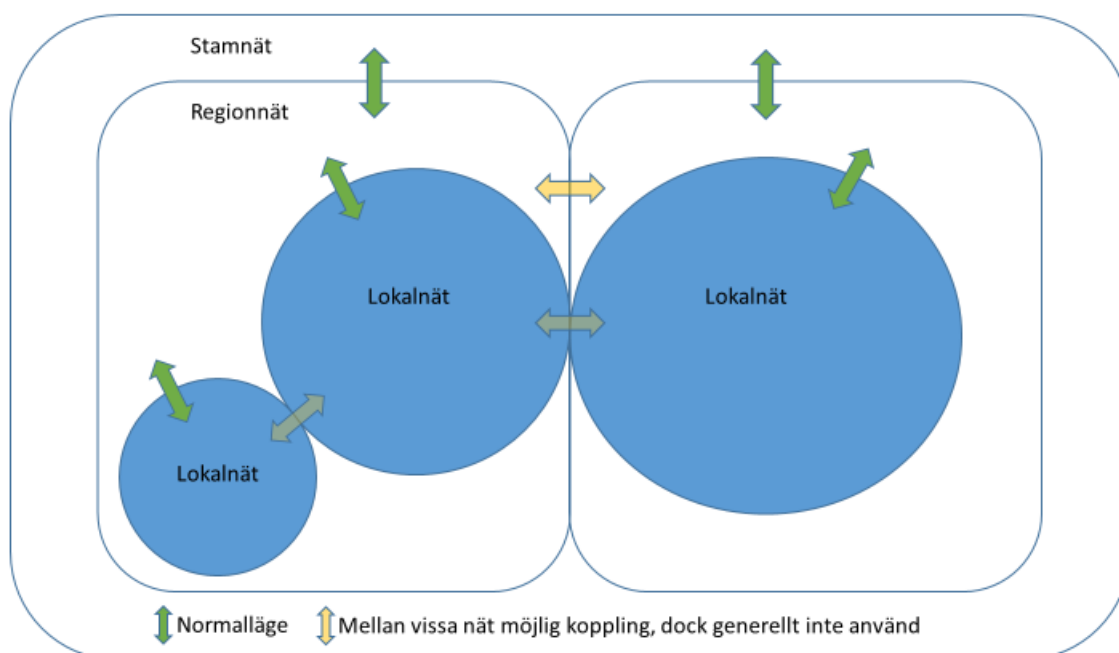 Stamnät
Regionnät
Lokalnät
Lokalnät
Lokalnät
Normalläge
Mellan vissa nät möjlig koppling, dock generellt inte använd